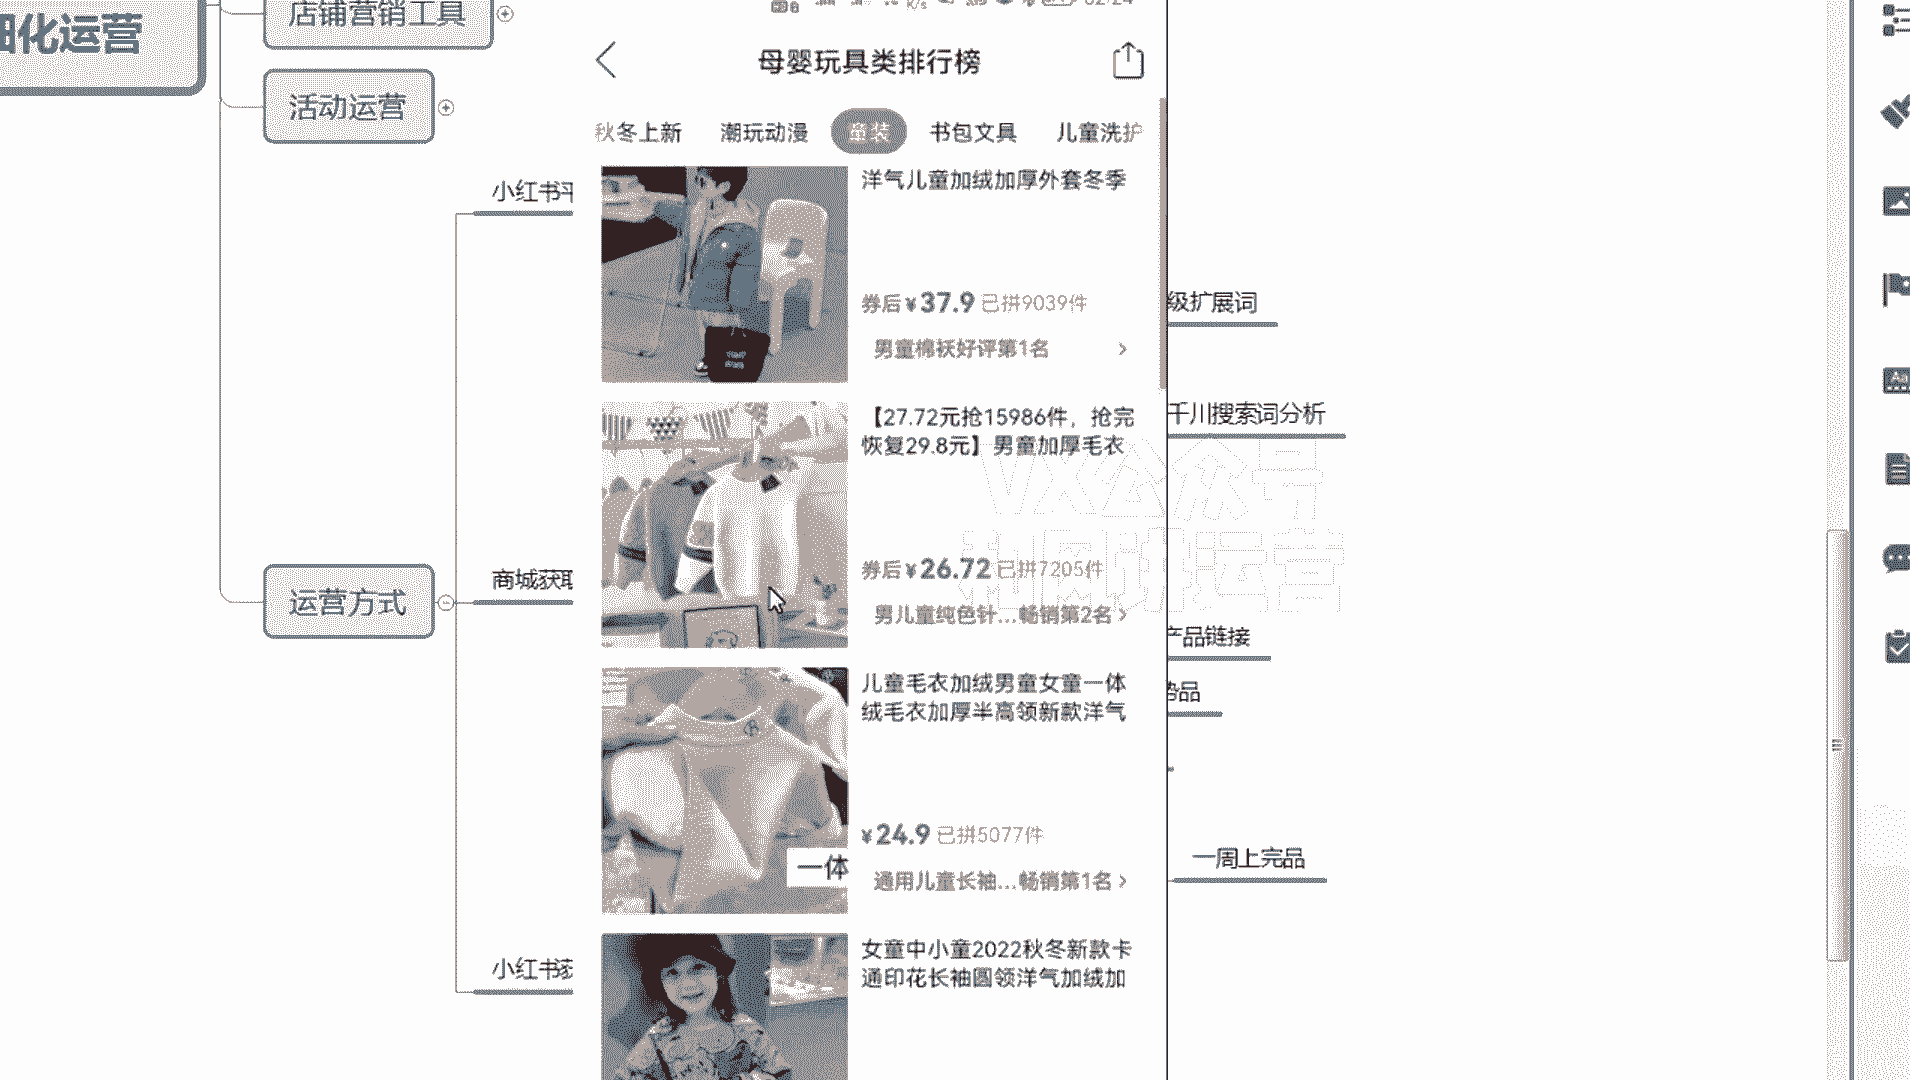 细化运营
店铺营销工具
活动运营
运营方式
小红书平
商城获取
小红书获
母婴玩具类排行榜
秋冬上新 潮玩动漫 童装 书包文具 儿童洗护
洋气儿童加绒加厚外套冬季
券后¥37.9 已拼9039件
男童棉袄好评第1名
【27.72元抢15986件，抢完
恢复29.8元】男童加厚毛衣
券后¥26.72 已拼7205件
男儿童纯色针...畅销第2名
儿童毛衣加绒男童女童一体
绒毛衣加厚半高领新款洋气
¥24.9 已拼5077件
一体
通用儿童长袖...畅销第1名
女童中小童2022秋冬新款卡
通印花长袖圆领洋气加绒加
级扩展词
千川搜索词分析
VX公众号
和网讲运营
产品链接
势品
一周上完品